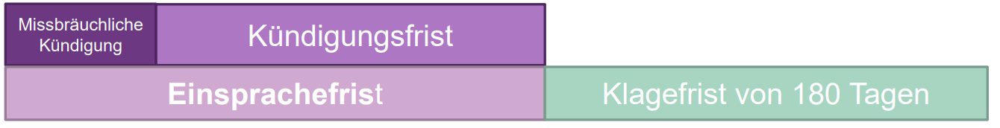 Missbräuchliche
Kündigung
Kündigungsfrist
Einsprachefrist
Klagefrist von 180 Tagen